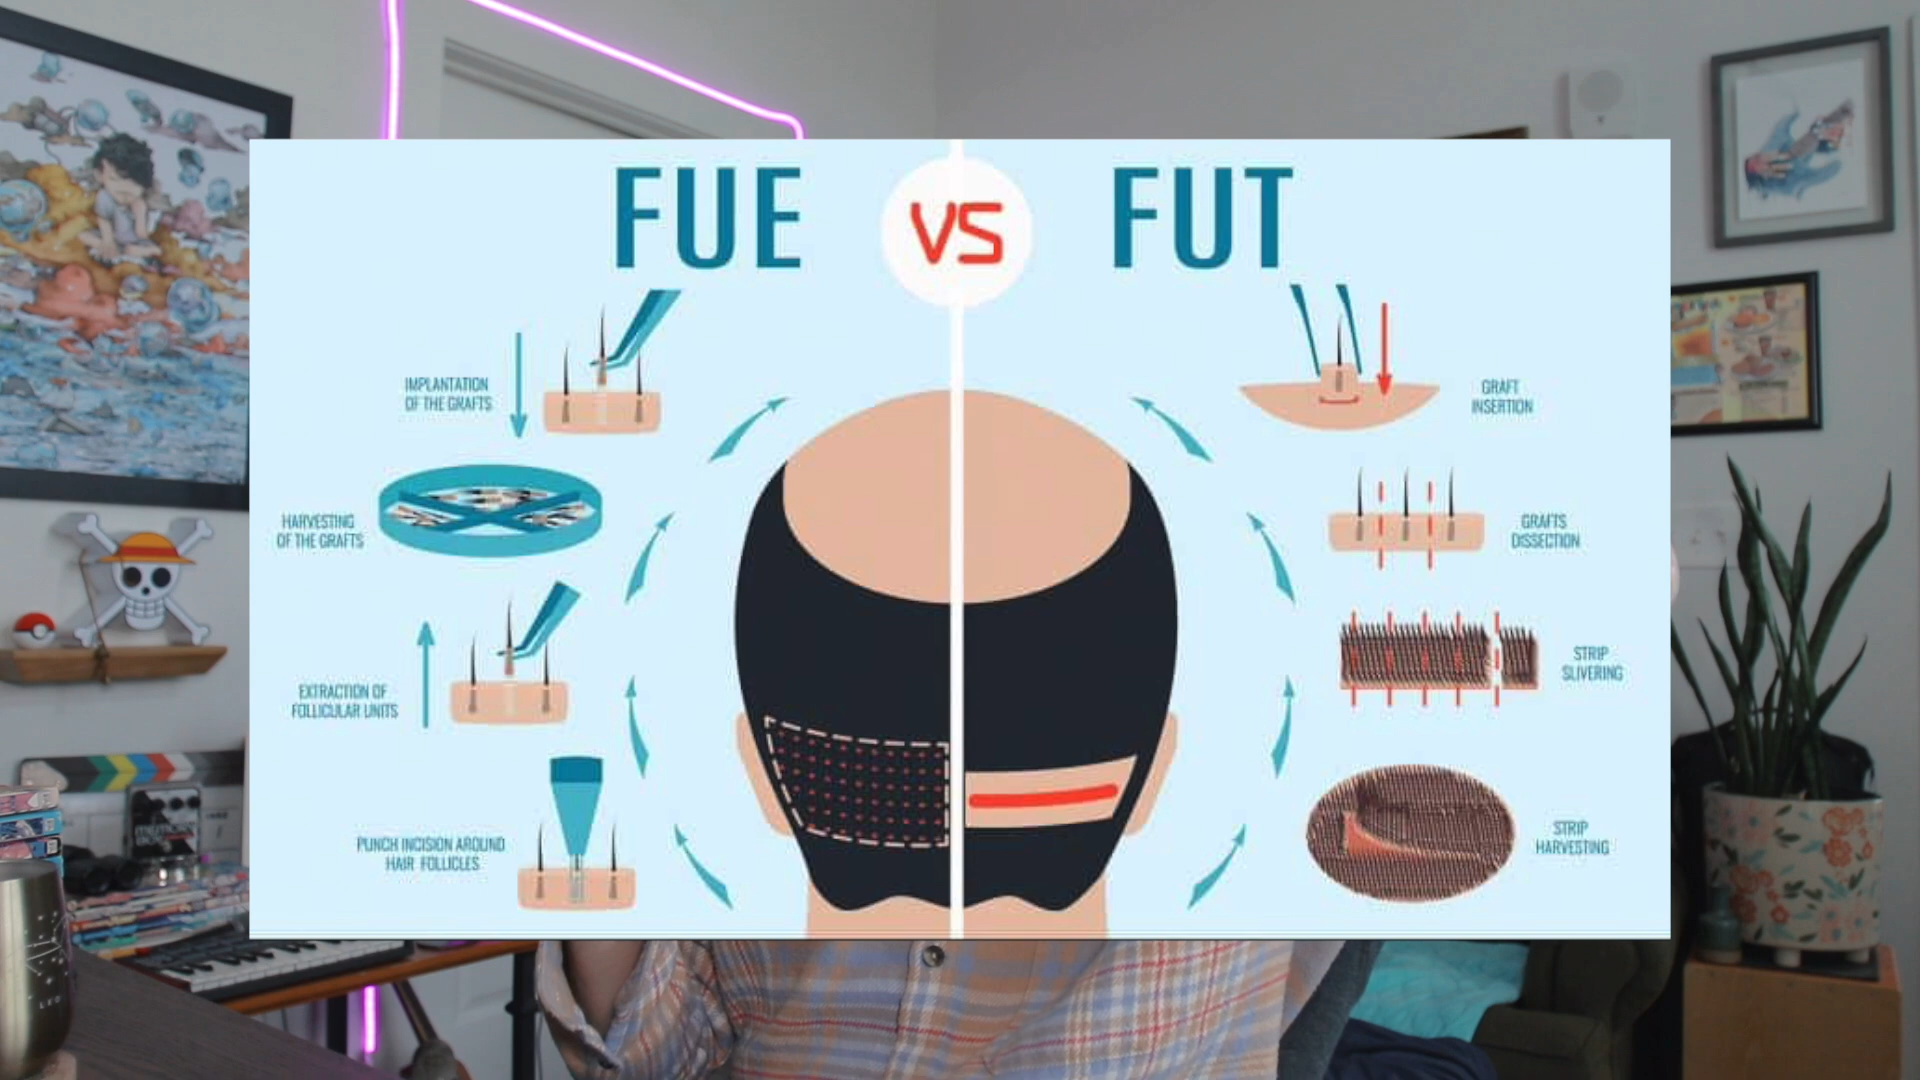 FUE
VS
FUT
IMPLANTATION
OF THE GRAFTS
HARVESTING
OF THE GRAFTS
EXTRACTION OF
FOLLICULAR UNITS
PUNCH INCISION AROUND
HAIR FOLLICLES
GRAFT
INSERTION
GRAFTS
DISSECTION
STRIP
SLIVERING
STRIP
HARVESTING
LEO